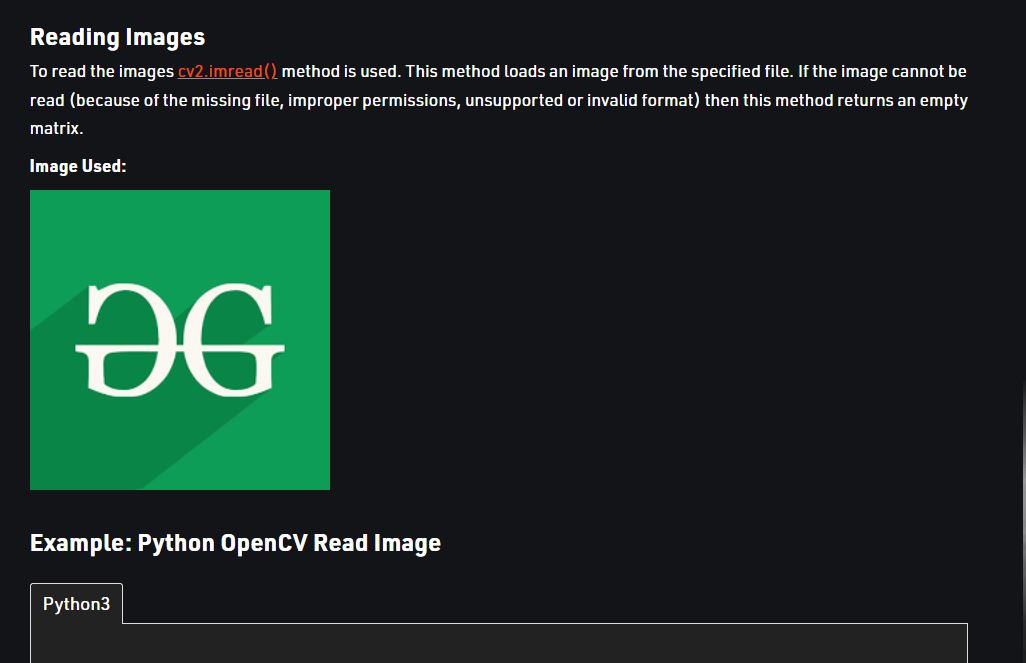 Reading Images
To read the images cv2.imread() method is used. This method loads an image from the specified file. If the image cannot be
read (because of the missing file, improper permissions, unsupported or invalid format) then this method returns an empty
matrix.
Image Used:
Example: Python OpenCV Read Image
Python3